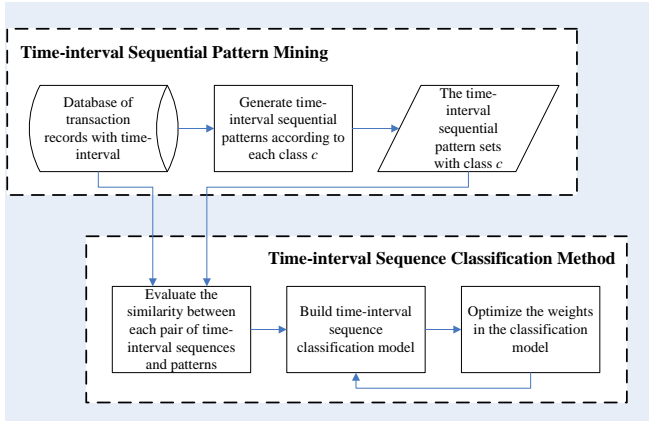 Time-interval Sequential Pattern Mining
Database of
transaction
records with time-
interval
Generate time-
interval sequential
patterns according to
each class c
The
time-
interval
sequential
pattern sets
with class c
Time-interval Sequence Classification Method
Evaluate the
similarity between
each pair of time-
interval sequences
and patterns
Build time-interval
sequence
classification model
Optimize the weights
in the classification
model